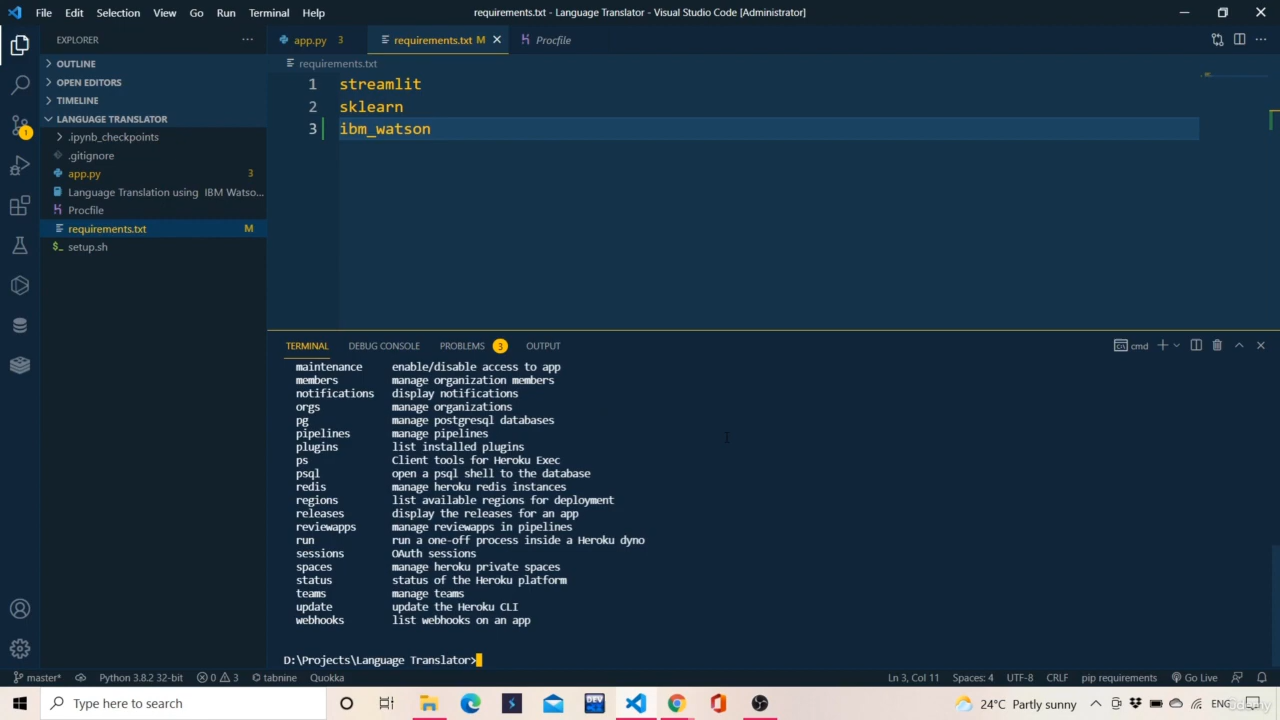 File Edit Selection View Go Run Terminal Help
requirements.txt - Language Translator - Visual Studio Code [Administrator]
EXPLORER
OUTLINE
OPEN EDITORS
TIMELINE
LANGUAGE TRANSLATOR
.ipynb_checkpoints
.gitignore
app.py 3
Language Translation using IBM Watso...
Procfile
requirements.txt M
setup.sh
1
app.py 3 requirements.txt M Procfile
requirements.txt
1 streamlit
2 sklearn
3 ibm_watson
TERMINAL DEBUG CONSOLE PROBLEMS 3 OUTPUT
cmd
maintenance enable/disable access to app
members manage organization members
notifications display notifications
orgs manage organizations
pg manage postgresql databases
pipelines manage pipelines
plugins list installed plugins
ps Client tools for Heroku Exec
psql open a psql shell to the database
redis manage heroku redis instances
regions list available regions for deployment
releases display the releases for an app
reviewapps manage reviewapps in pipelines
run run a one-off process inside a Heroku dyno
sessions OAuth sessions
spaces manage heroku private spaces
status status of the Heroku platform
teams manage teams
update update the Heroku CLI
webhooks list webhooks on an app
D:\Projects\Language Translator>
master* Python 3.8.2 32-bit 0 3 tabnine Quokka Ln 3, Col 11 Spaces: 4 UTF-8 CRLF pip requirements Go Live
Type here to search
DEV
24°C Partly sunny ENG
udemy